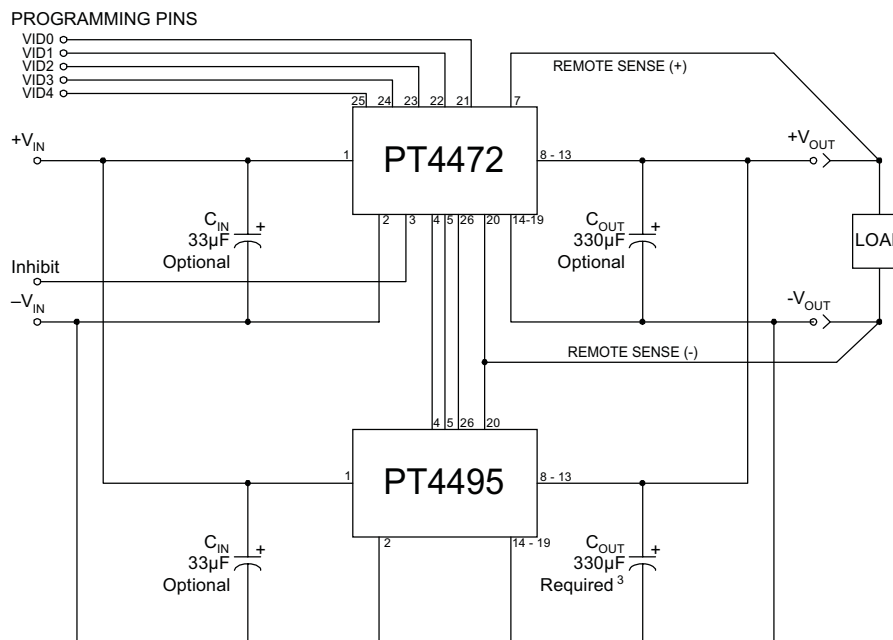 PROGRAMMING PINS
VID0
VID1
VID2
VID3
VID4
25 24 23 22 21 7
REMOTE SENSE (+)
+VIN
1
PT4472
8 - 13
+VOUT
2 3 4 5 26 20 14-19
CIN
+
33µF
Optional
COUT
+
330µF
Optional
LOA
Inhibit
–VIN
-VOUT
REMOTE SENSE (-)
4 5 26 20
1
PT4495
8 - 13
2
14 - 19
CIN
+
33µF
Optional
COUT
+
330µF
Required 3